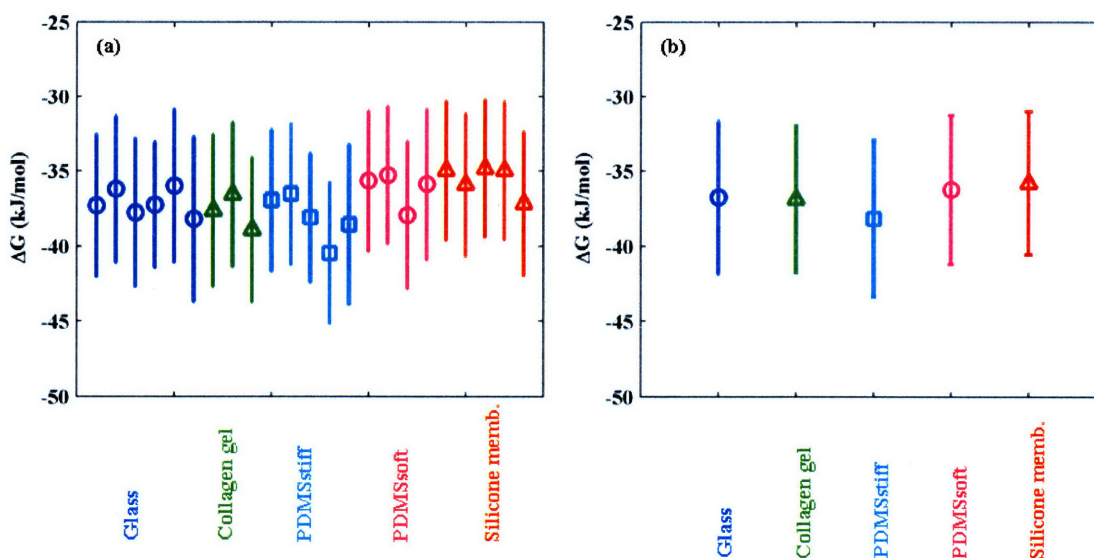 -25
-30
-35
-40
-45
-50
ΔG (kJ/mol)
(a)
Glass
Collagen gel
PDMSstiff
PDMSsoft
Silicone memb.
-25
-30
-35
-40
-45
-50
ΔG (kJ/mol)
(b)
Glass
Collagen gel
PDMSstiff
PDMSsoft
Silicone memb.